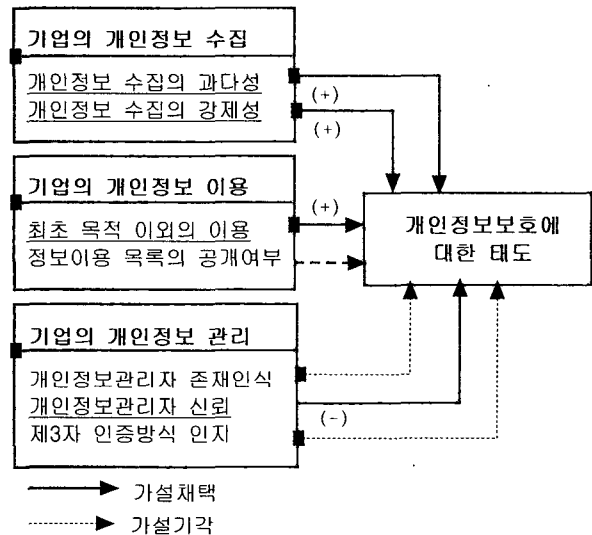 기업의 개인정보 수집
개인정보 수집의 과다성
개인정보 수집의 강제성
(+)
(+)
기업의 개인정보 이용
최초 목적 이외의 이용
정보이용 목록의 공개여부
(+)
개인정보보호에
대한 태도
기업의 개인정보 관리
개인정보관리자 존재인식
개인정보관리자 신뢰
제3자 인증방식 인지
(-)
가설채택
가설기각